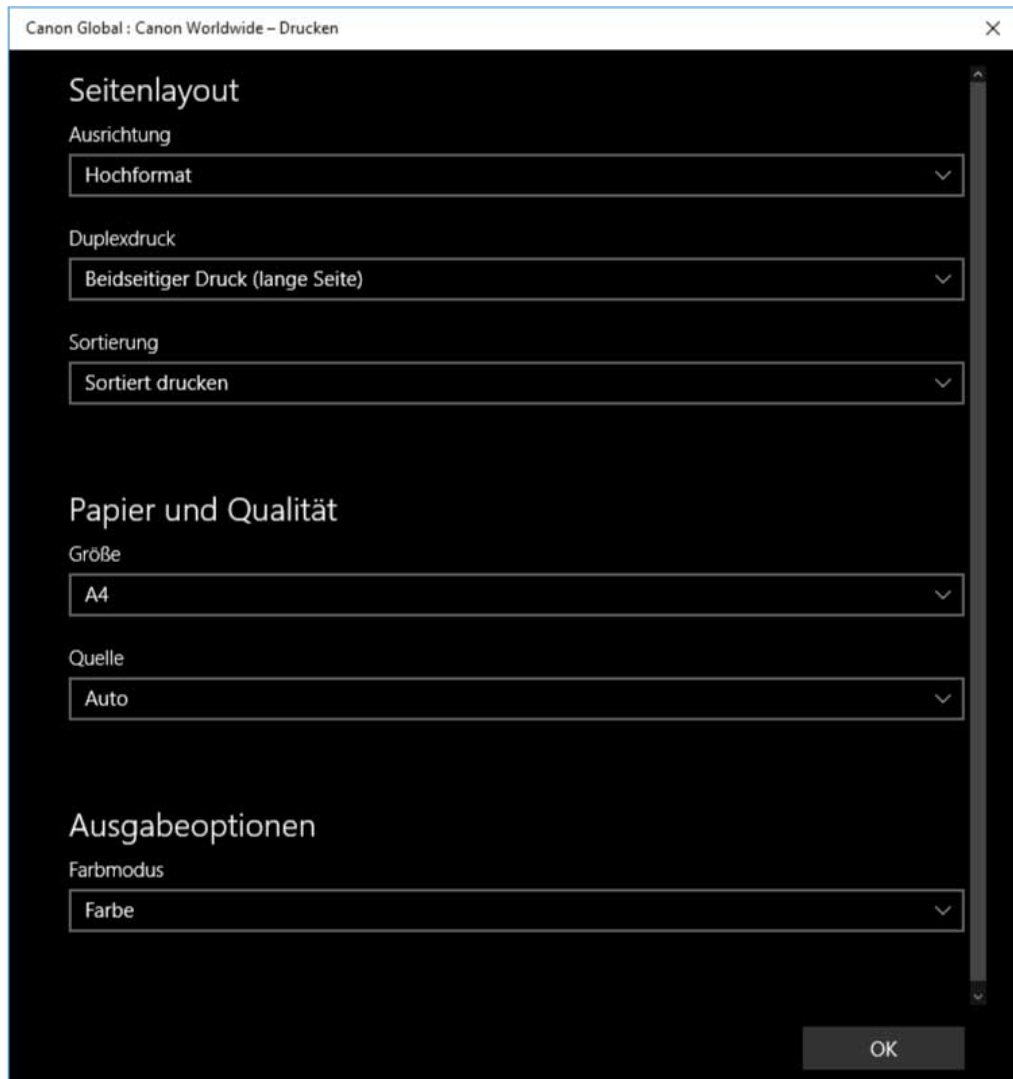 Canon Global : Canon Worldwide – Drucken
Seitenlayout
Ausrichtung
Hochformat
Duplexdruck
Beidseitiger Druck (lange Seite)
Sortierung
Sortiert drucken
Papier und Qualität
Größe
A4
Quelle
Auto
Ausgabeoptionen
Farbmodus
Farbe
OK